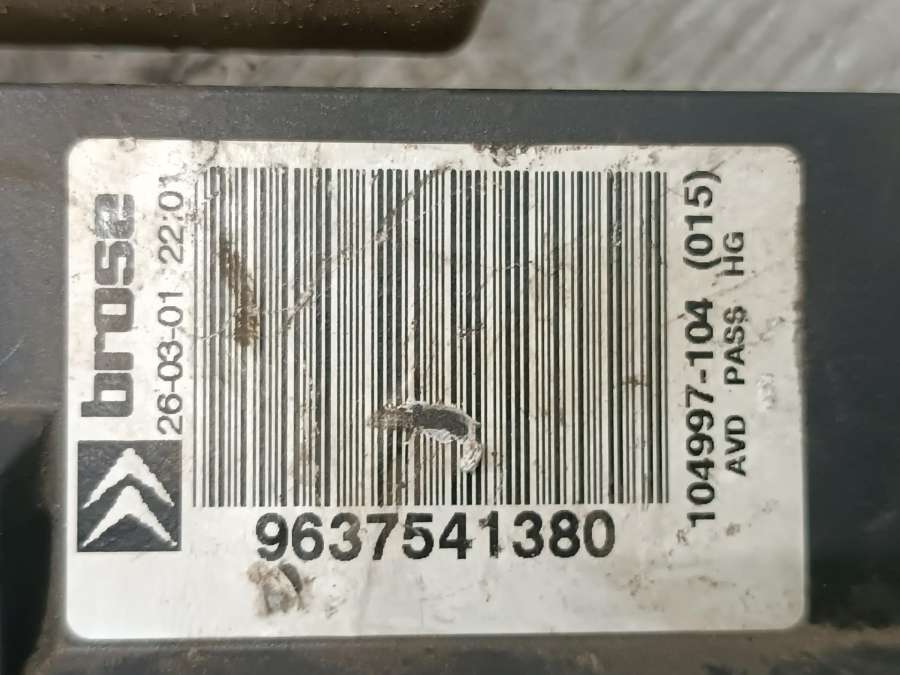 brose
26-03-01 22:01
9637541380
104997-104 (015)
AVD PASS HG